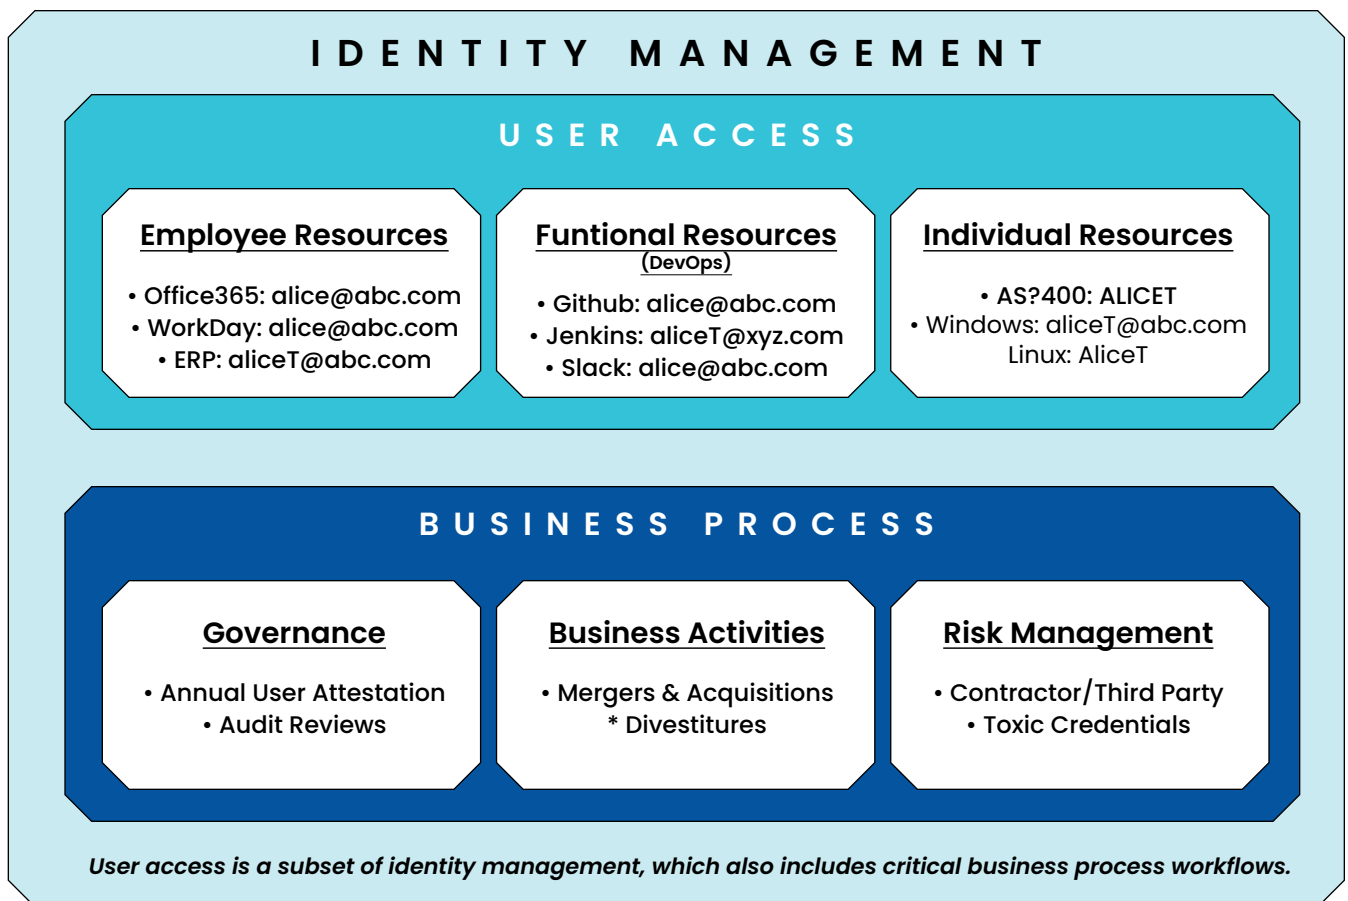 IDENTITY MANAGEMENT
USER ACCESS
Employee Resources
• Office365: alice@abc.com
• WorkDay: alice@abc.com
• ERP: aliceT@abc.com
Funtional Resources
(DevOps)
• Github: alice@abc.com
• Jenkins: aliceT@xyz.com
• Slack: alice@abc.com
Individual Resources
• AS?400: ALICET
• Windows: aliceT@abc.com
Linux: AliceT
BUSINESS PROCESS
Governance
• Annual User Attestation
• Audit Reviews
Business Activities
• Mergers & Acquisitions
* Divestitures
Risk Management
• Contractor/Third Party
• Toxic Credentials
User access is a subset of identity management, which also includes critical business process workflows.